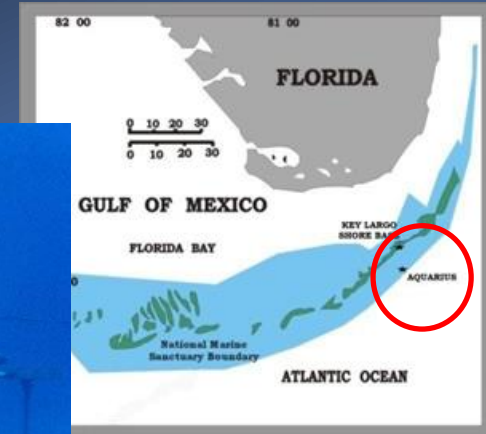 82 00
81 00
FLORIDA
0 10 20 30
0 10 20 30
GULF OF MEXICO
KEY LARGO
SHORE BASE
FLORIDA BAY
AQUARIUS
National Marine
Sanctuary Boundary
ATLANTIC OCEAN